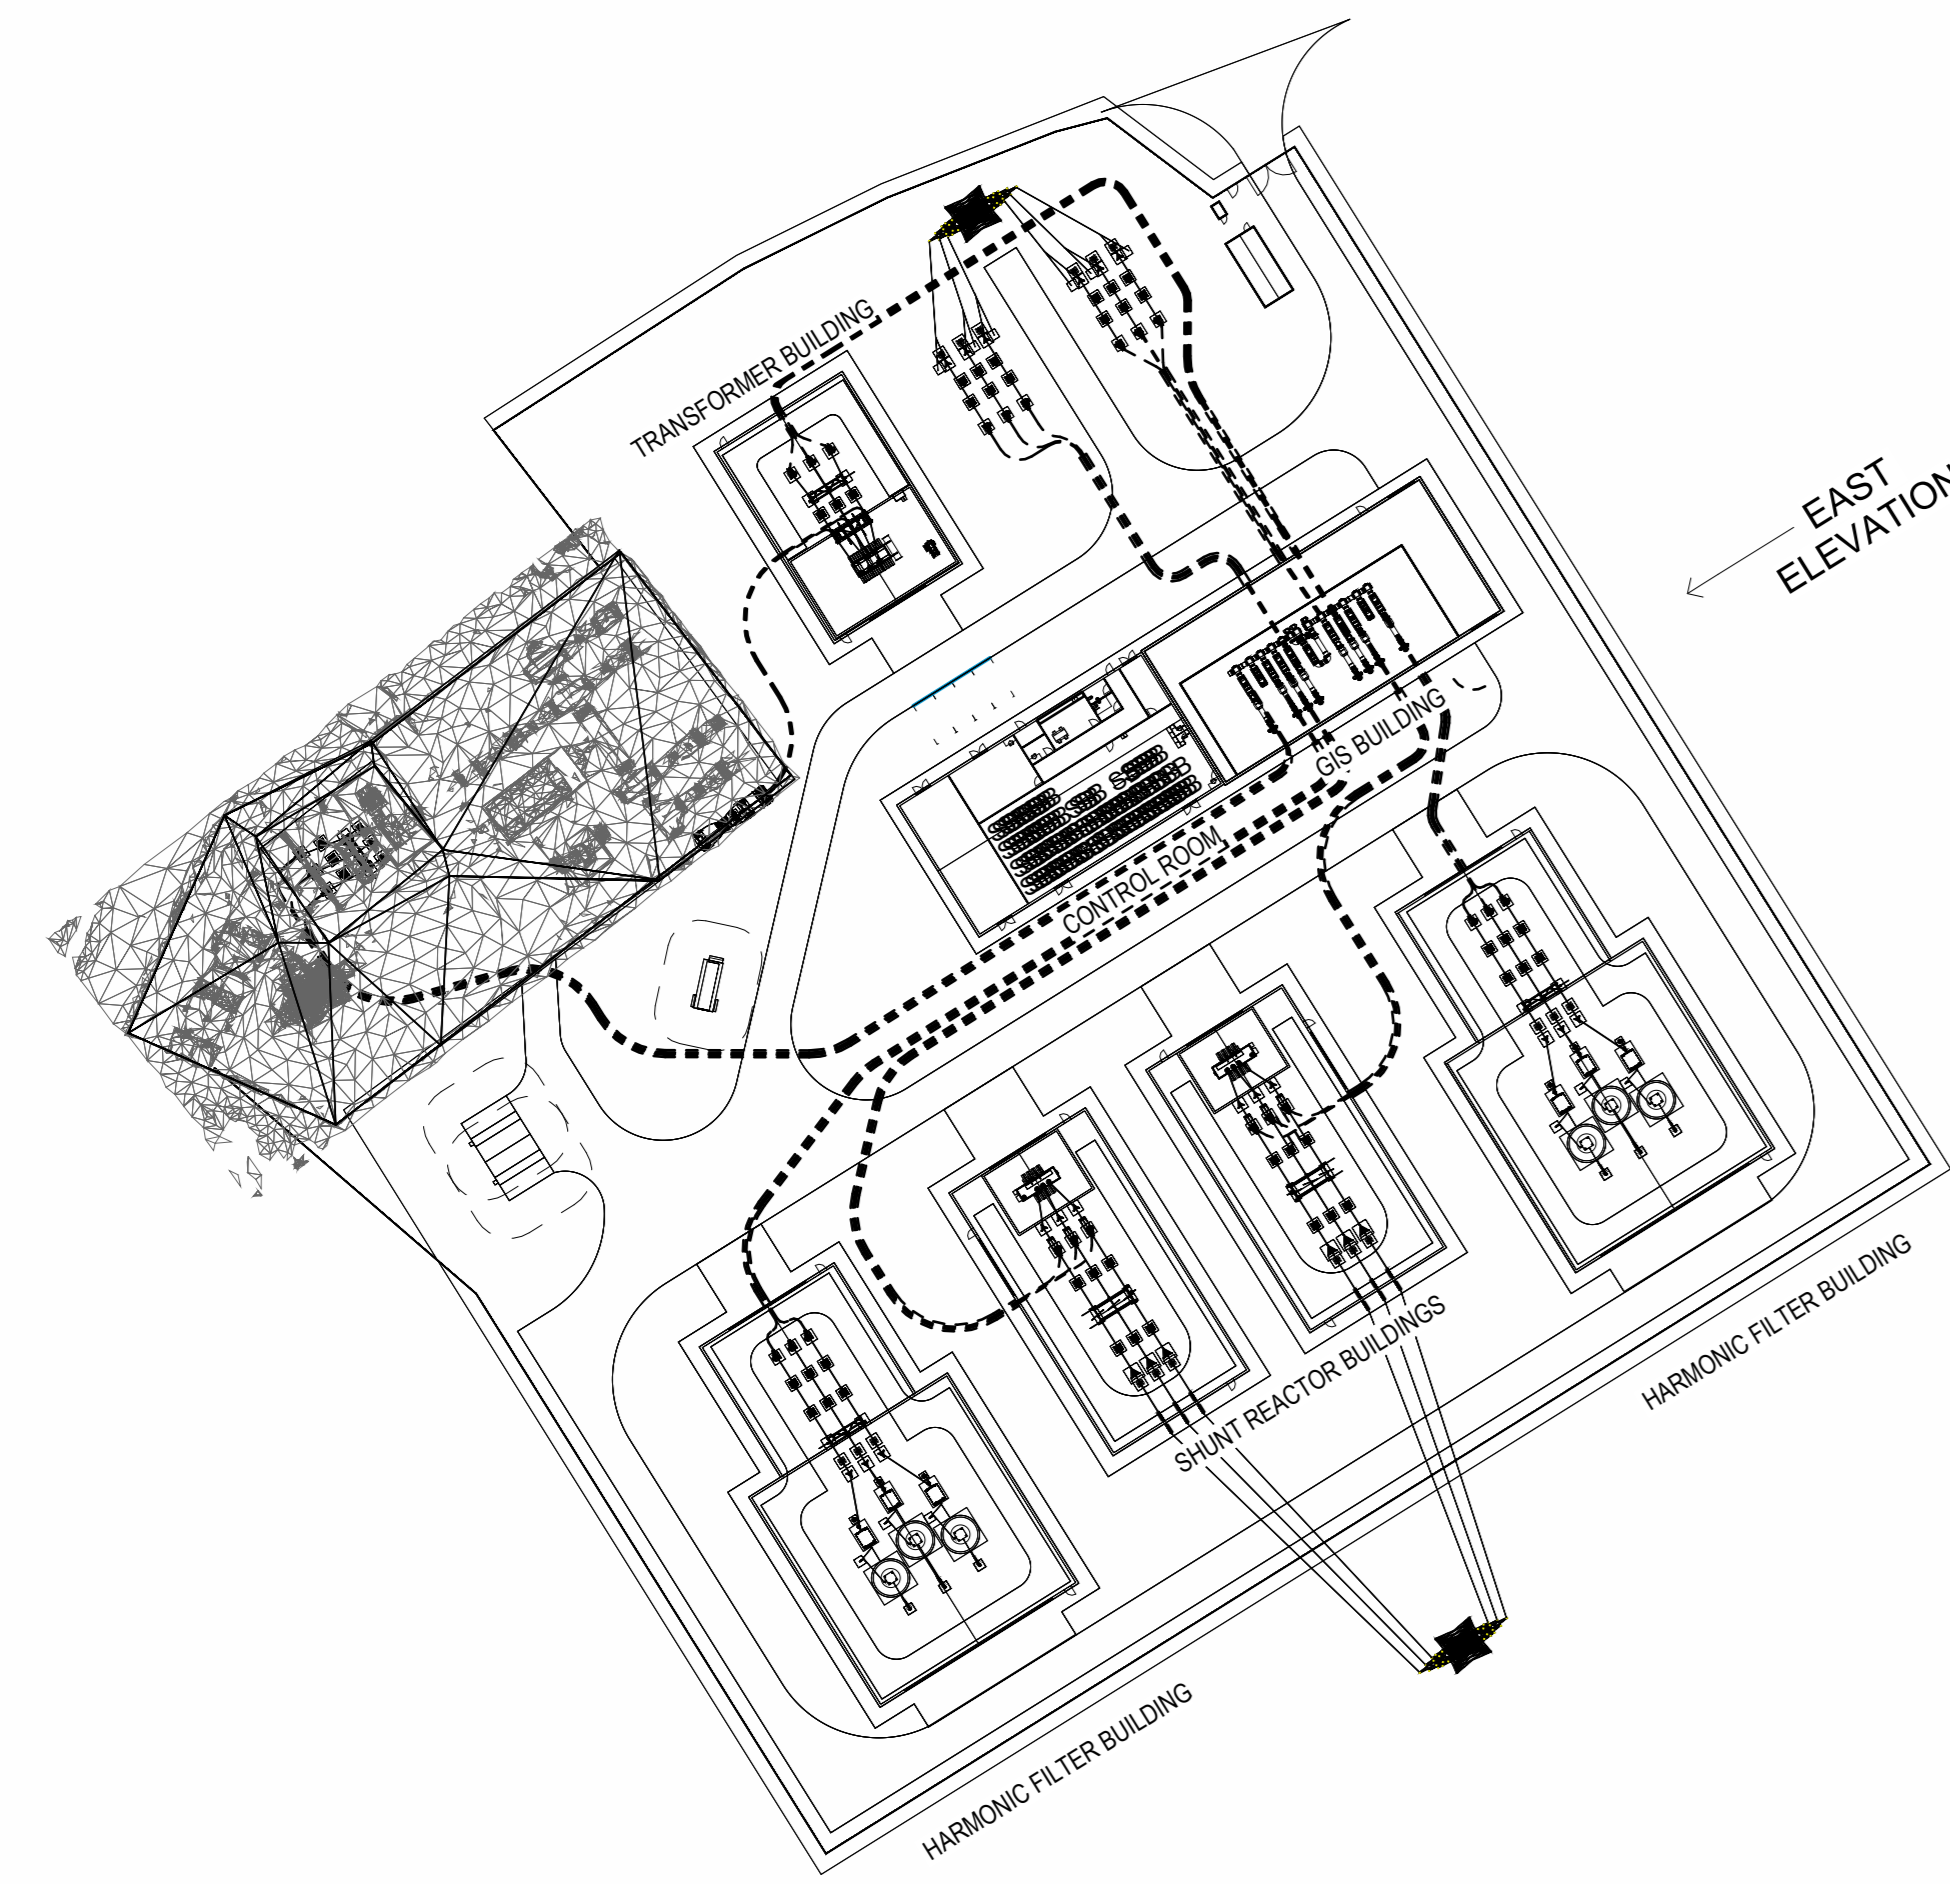 TRANSFORMER BUILDING
EAST
ELEVATION
GIS BUILDING
CONTROL ROOM
SHUNT REACTOR BUILDINGS
HARMONIC FILTER BUILDING
HARMONIC FILTER BUILDING